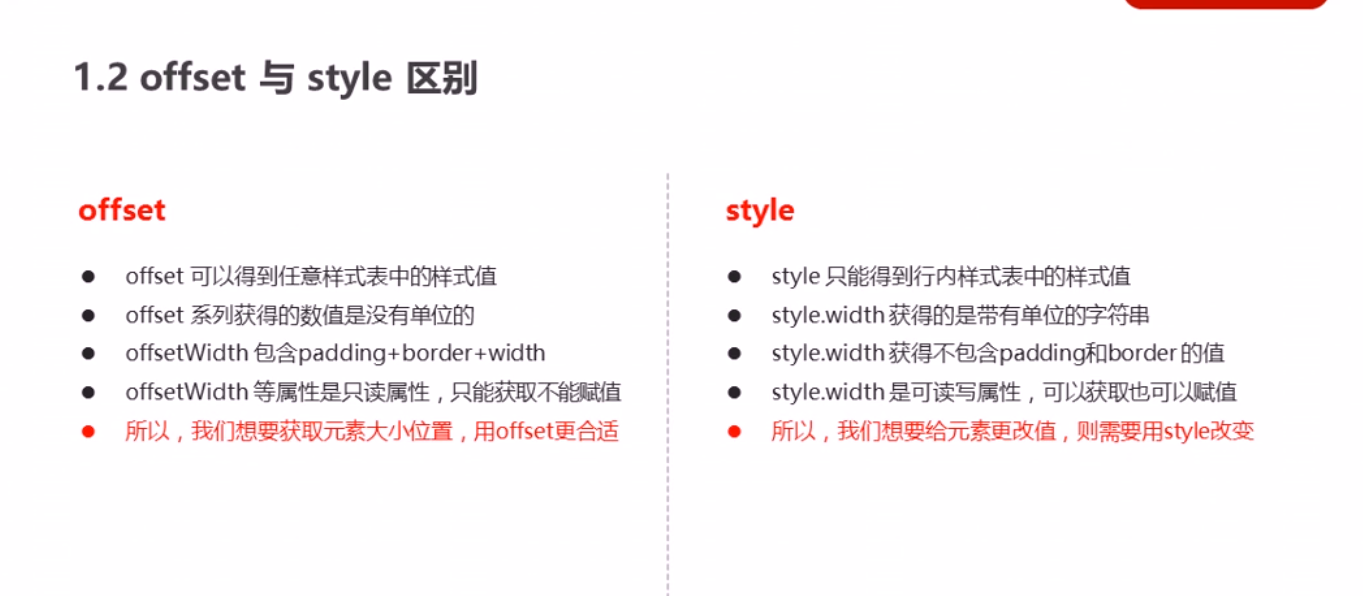 1.2 offset 与 style 区别
offset
● offset 可以得到任意样式表中的样式值
● offset 系列获得的数值是没有单位的
● offsetWidth 包含padding+border+width
● offsetWidth 等属性是只读属性，只能获取不能赋值
● 所以，我们想要获取元素大小位置，用offset更合适
style
● style 只能得到行内样式表中的样式值
● style.width 获得的是带有单位的字符串
● style.width 获得不包含padding和border 的值
● style.width 是可读写属性，可以获取也可以赋值
● 所以，我们想要给元素更改值，则需要用style改变